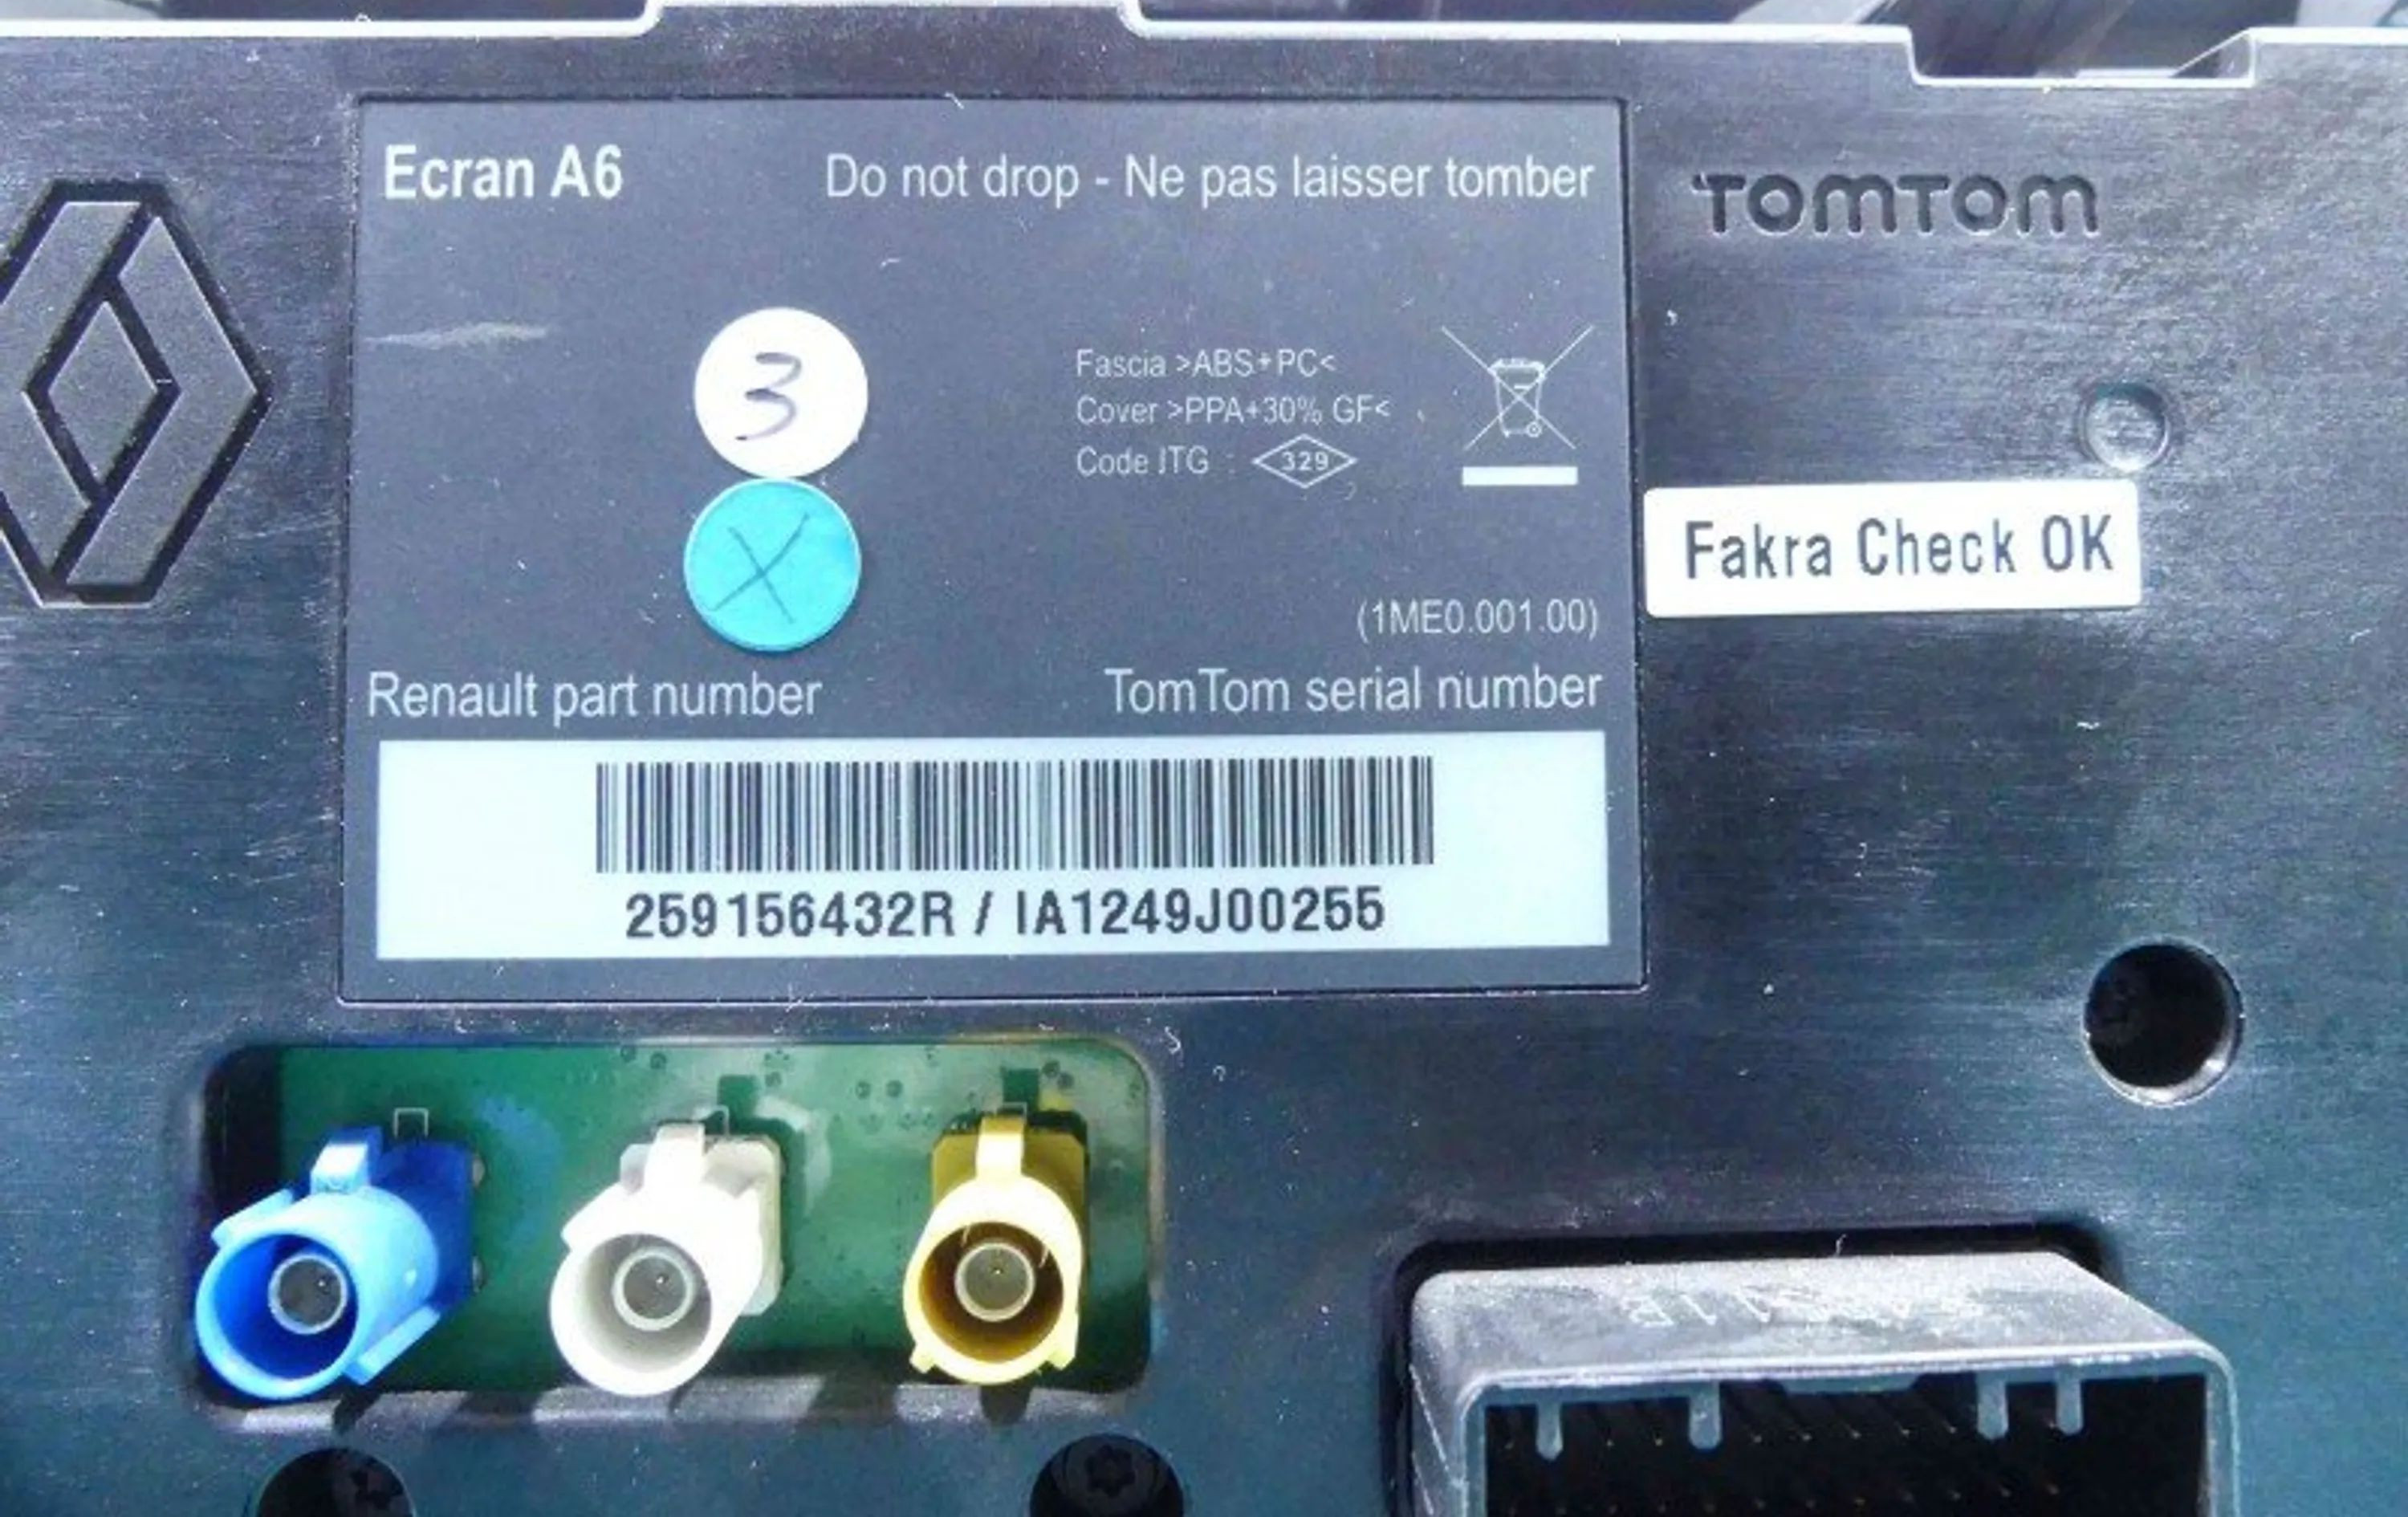 Ecran A6
Do not drop - Ne pas laisser tomber
TOMTOM
3
Fascia >ABS+PC<
Cover >PPA+30% GF<
Code ITG : 329
X
Fakra Check OK
(1ME0.001.00)
Renault part number
TomTom serial number
259156432R / IA1249J00255